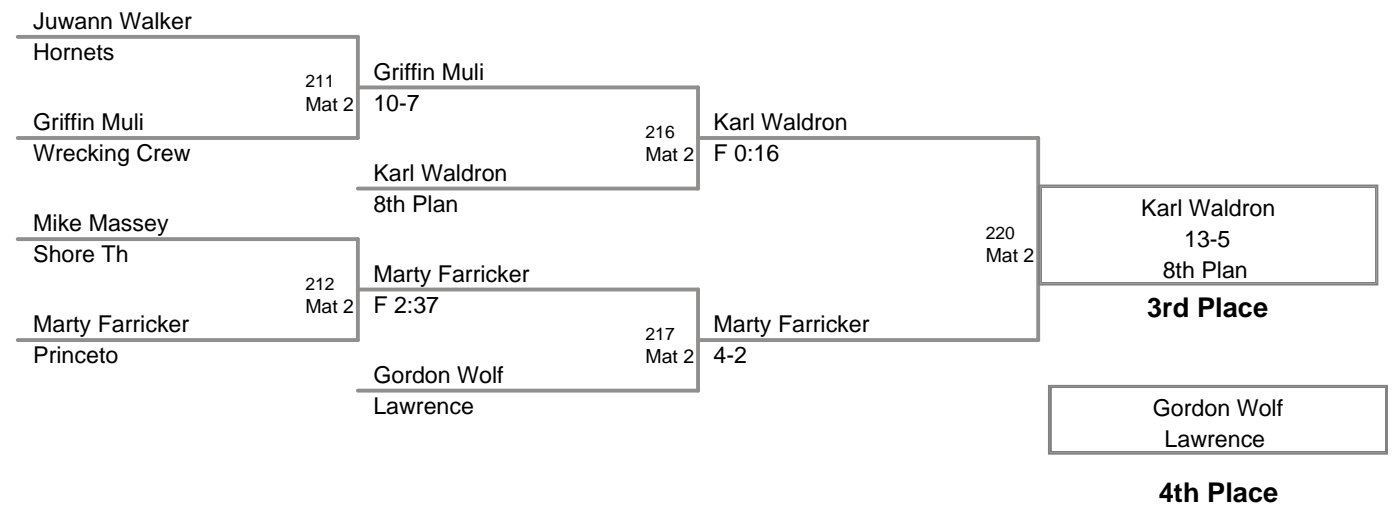 Juwann Walker
Hornets
211
Mat 2
Griffin Muli
Wrecking Crew
Griffin Muli
10-7
216
Mat 2
Karl Waldron
8th Plan
Karl Waldron
F 0:16
Mike Massey
Shore Th
212
Mat 2
Marty Farricker
Princeto
Marty Farricker
F 2:37
217
Mat 2
Gordon Wolf
Lawrence
Marty Farricker
4-2
220
Mat 2
Karl Waldron
13-5
8th Plan
3rd Place
Gordon Wolf
Lawrence
4th Place